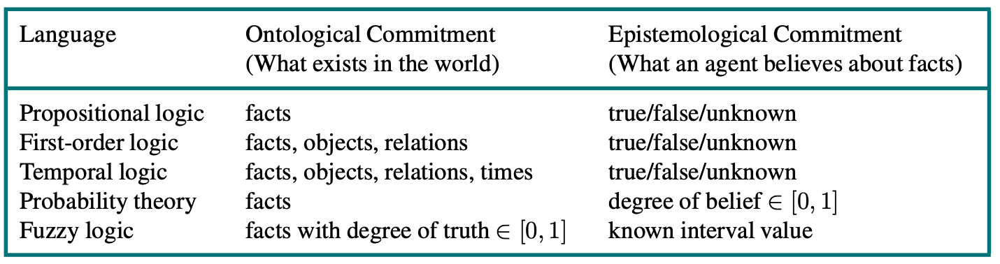 Language Ontological Commitment Epistemological Commitment
(What exists in the world) (What an agent believes about facts)
Propositional logic facts true/false/unknown
First-order logic facts, objects, relations true/false/unknown
Temporal logic facts, objects, relations, times true/false/unknown
Probability theory facts degree of belief ∈ [0, 1]
Fuzzy logic facts with degree of truth ∈ [0, 1] known interval value